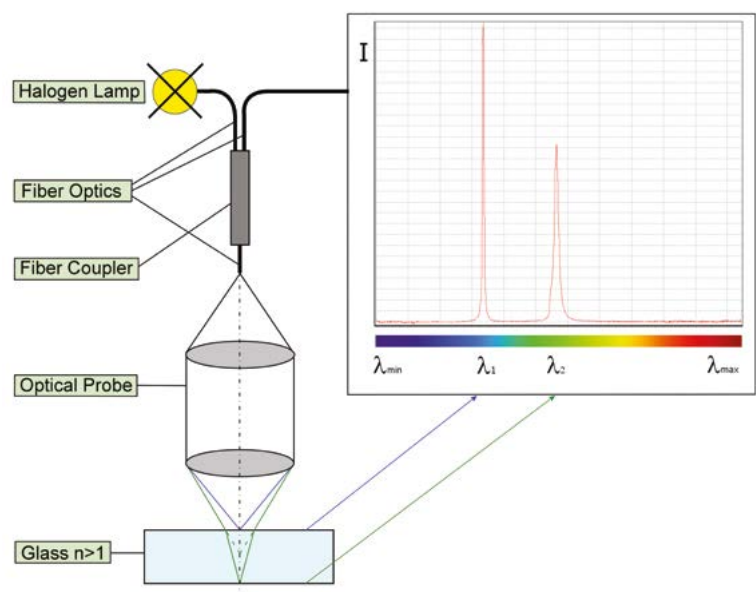 Halogen Lamp
Fiber Optics
Fiber Coupler
Optical Probe
Glass n>1
I
λmin λ1 λ2 λmax